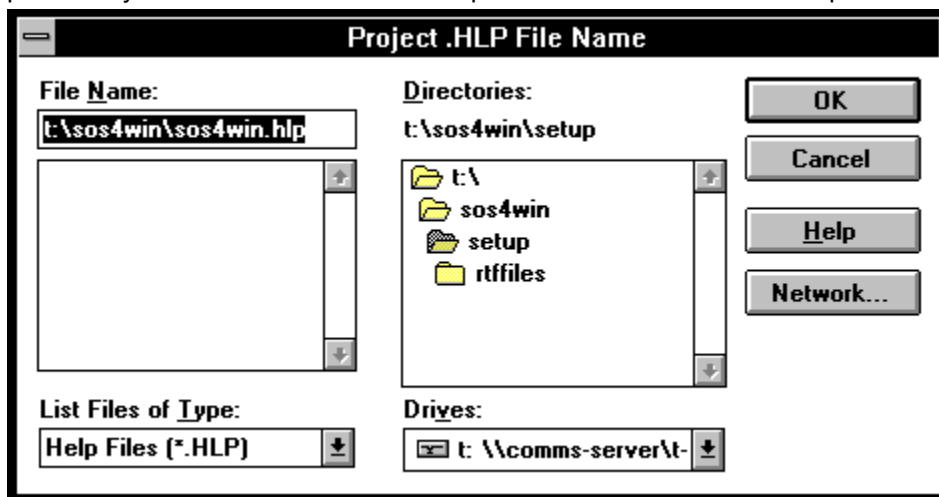 Project .HLP File Name
File Name:
t:\sos4win\sos4win.hlp
Directories:
t:\sos4win\setup
t:\
sos4win
setup
rtffiles
OK
Cancel
Help
Network...
List Files of Type:
Help Files (*.HLP)
Drives:
t: \\comms-server\t-